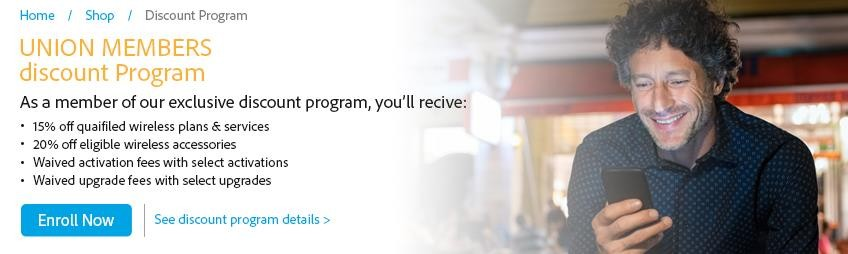 Home / Shop / Discount Program
UNION MEMBERS
discount Program
As a member of our exclusive discount program, you'll recive:
• 15% off quaifiled wireless plans & services
• 20% off eligible wireless accessories
• Waived activation fees with select activations
• Waived upgrade fees with select upgrades
Enroll Now
See discount program details >